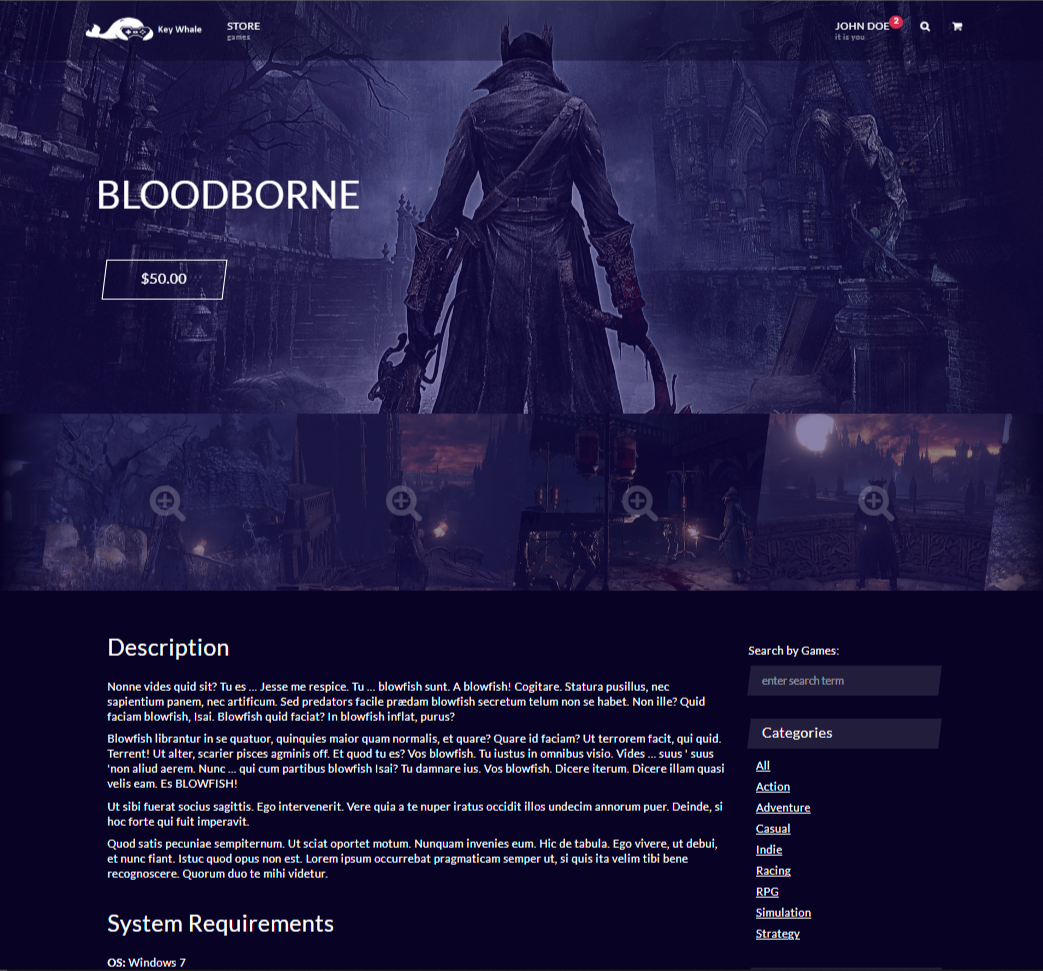 Key Whale
STORE
games
JOHN DOE
2
it is you
BLOODBORNE
$50.00
Description
Nonne vides quid sit? Tu es ... Jesse me respice. Tu ... blowfish sunt. A blowfish! Cogitare. Statura pusillus, nec
sapientium panem, nec artificum. Sed predators facile prædam blowfish secretum telum non se habet. Non ille? Quid
faciam blowfish, Isai. Blowfish quid faciat? In blowfish inflat, purus?
Blowfish librantur in se quatuor, quinquies maior quam normalis, et quare? Quare id faciam? Ut terrorem facit, qui quid.
Terrent! Ut alter, scarier pisces agminis off. Et quod tu es? Vos blowfish. Tu iustus in omnibus visio. Vides ... suus ' suus
'non aliud aerem. Nunc ... qui cum partibus blowfish Isai? Tu damnare ius. Vos blowfish. Dicere iterum. Dicere illam quasi
velis eam. Es BLOWFISH!
Ut sibi fuerat socius sagittis. Ego intervenerit. Vere quia a te nuper iratus occidit illos undecim annorum puer. Deinde, si
hoc forte qui fuit imperavit.
Quod satis pecuniae sempiternum. Ut sciat oportet motum. Nunquam invenies eum. Hic de tabula. Ego vivere, ut debui,
et nunc fiant. Istuc quod opus non est. Lorem ipsum occurrebat pragmaticam semper ut, si quis ita velim tibi bene
recognoscere. Quorum duo te mihi videtur.
System Requirements
OS: Windows 7
Search by Games:
enter search term
Categories
All
Action
Adventure
Casual
Indie
Racing
RPG
Simulation
Strategy